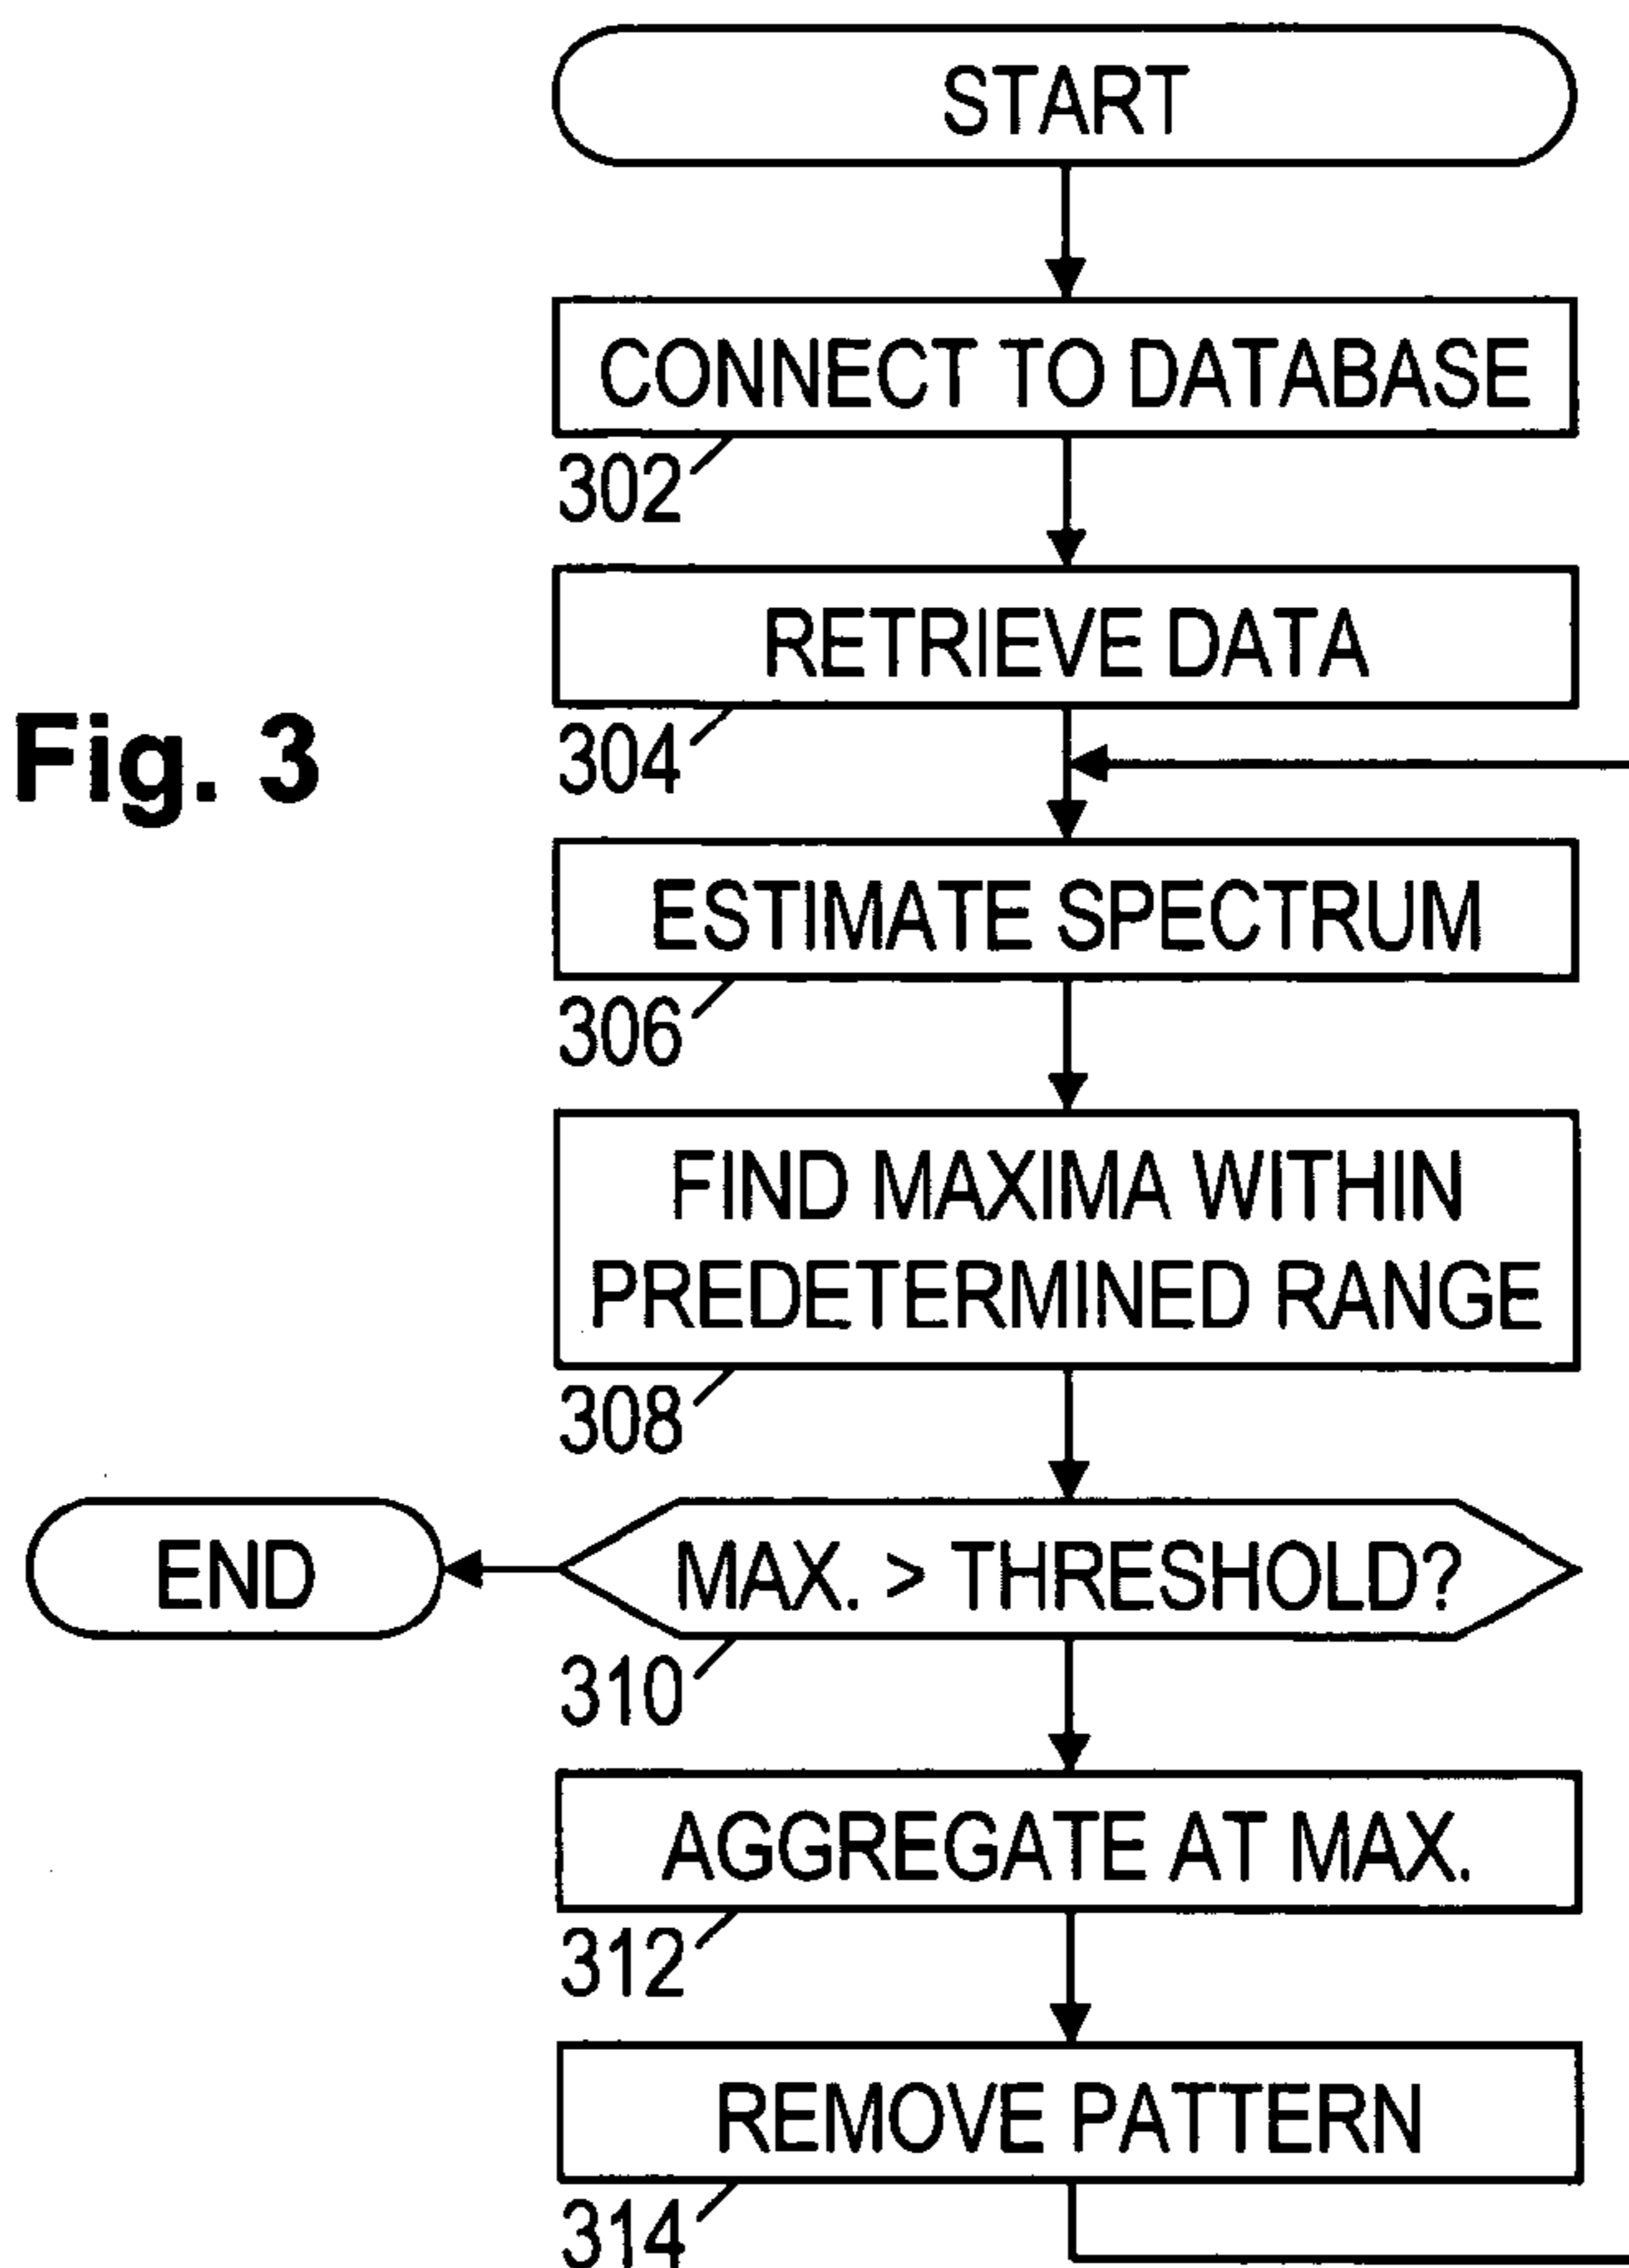 START
CONNECT TO DATABASE
302
RETRIEVE DATA
304
Fig. 3
ESTIMATE SPECTRUM
306
FIND MAXIMA WITHIN
PREDETERMINED RANGE
308
END
MAX. > THRESHOLD?
310
AGGREGATE AT MAX.
312
REMOVE PATTERN
314